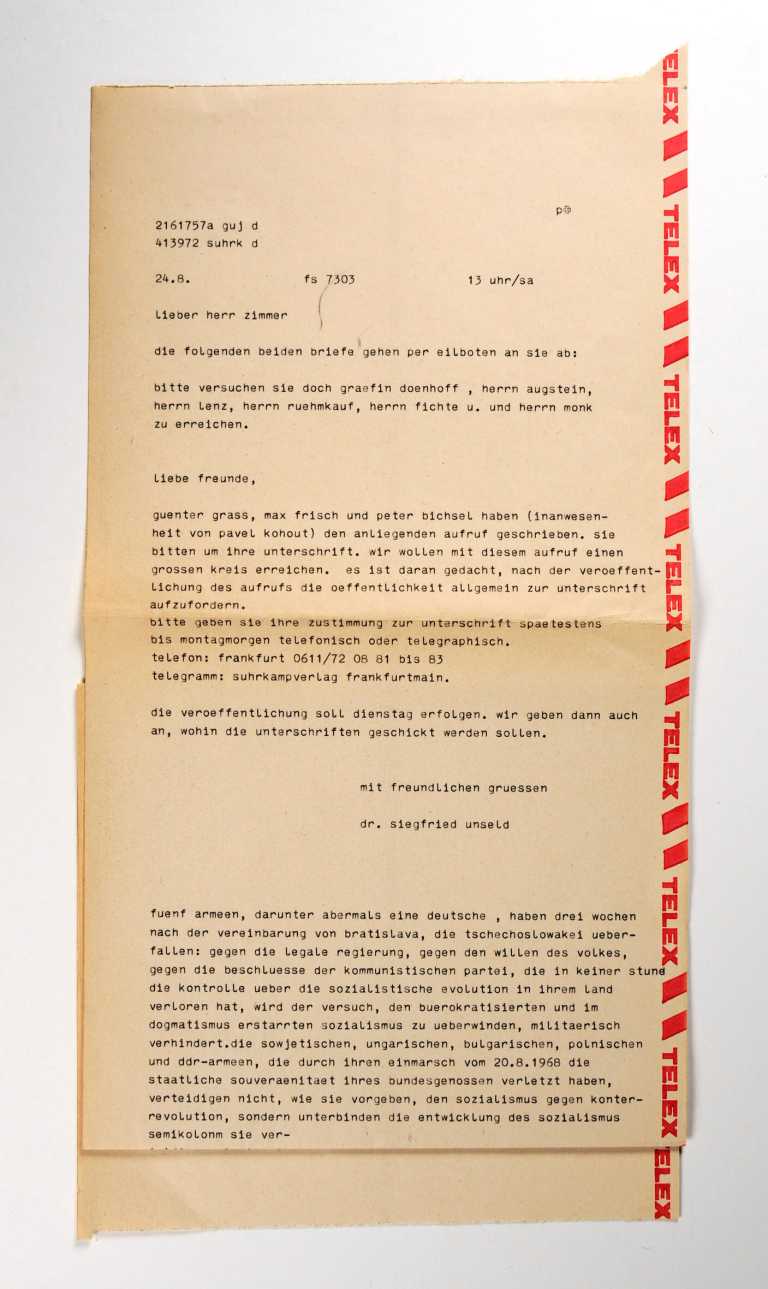 p⊕
2161757a guj d
413972 suhrk d
24.8. fs 7303 13 uhr/sa
lieber herr zimmer
die folgenden beiden briefe gehen per eilboten an sie ab:
bitte versuchen sie doch graefin doenhoff , herrn augstein,
herrn lenz, herrn ruehmkauf, herrn fichte u. und herrn monk
zu erreichen.
liebe freunde,
guenter grass, max frisch und peter bichsel haben (inanwesen-
heit von pavel kohout) den anliegenden aufruf geschrieben. sie
bitten um ihre unterschrift. wir wollen mit diesem aufruf einen
grossen kreis erreichen. es ist daran gedacht, nach der veroeffent-
lichung des aufrufs die oeffentlichkeit allgemein zur unterschrift
aufzufordern.
bitte geben sie ihre zustimmung zur unterschrift spaetestens
bis montagmorgen telefonisch oder telegraphisch.
telefon: frankfurt 0611/72 08 81 bis 83
telegramm: suhrkampverlag frankfurtmain.
die veroeffentlichung soll dienstag erfolgen. wir geben dann auch
an, wohin die unterschriften geschickt werden sollen.
mit freundlichen gruessen
dr. siegfried unseld
fuenf armeen, darunter abermals eine deutsche , haben drei wochen
nach der vereinbarung von bratislava, die tschechoslowakei ueber-
fallen: gegen die legale regierung, gegen den willen des volkes,
gegen die beschluesse der kommunistischen partei, die in keiner stund
die kontrolle ueber die sozialistische evolution in ihrem land
verloren hat, wird der versuch, den buerokratisierten und im
dogmatismus erstarrten sozialismus zu ueberwinden, militaerisch
verhindert.die sowjetischen, ungarischen, bulgarischen, polnischen
und ddr-armeen, die durch ihren einmarsch vom 20.8.1968 die
staatliche souveraenitaet ihres bundesgenossen verletzt haben,
verteidigen nicht, wie sie vorgeben, den sozialismus gegen konter-
revolution, sondern unterbinden die entwicklung des sozialismus
semikolonm sie ver-
ELEX
TELEX
TELEX
TELEX
TELEX
TELEX
TELEX
ELEX